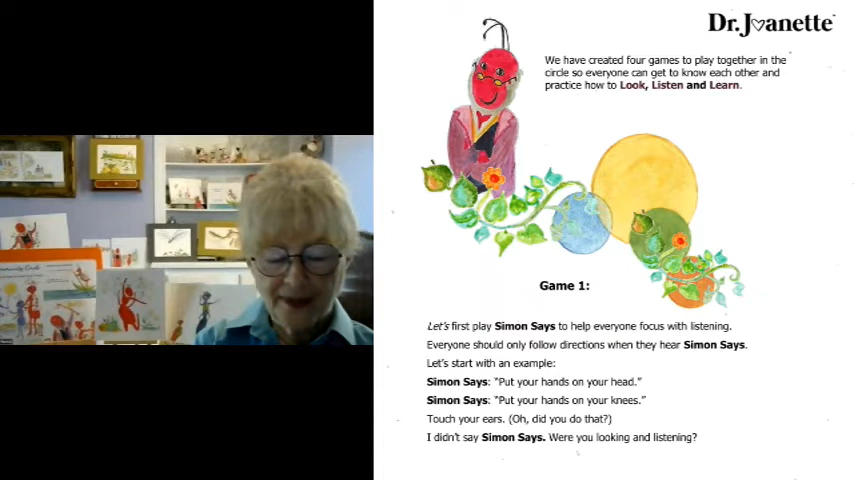 Dr.Joanette
We have created four games to play together in the
circle so everyone can get to know each other and
practice how to Look, Listen and Learn.
Game 1:
Let's first play Simon Says to help everyone focus with listening.
Everyone should only follow directions when they hear Simon Says.
Let's start with an example:
Simon Says: “Put your hands on your head.”
Simon Says: “Put your hands on your knees.”
Touch your ears. (Oh, did you do that?)
I didn't say Simon Says. Were you looking and listening?